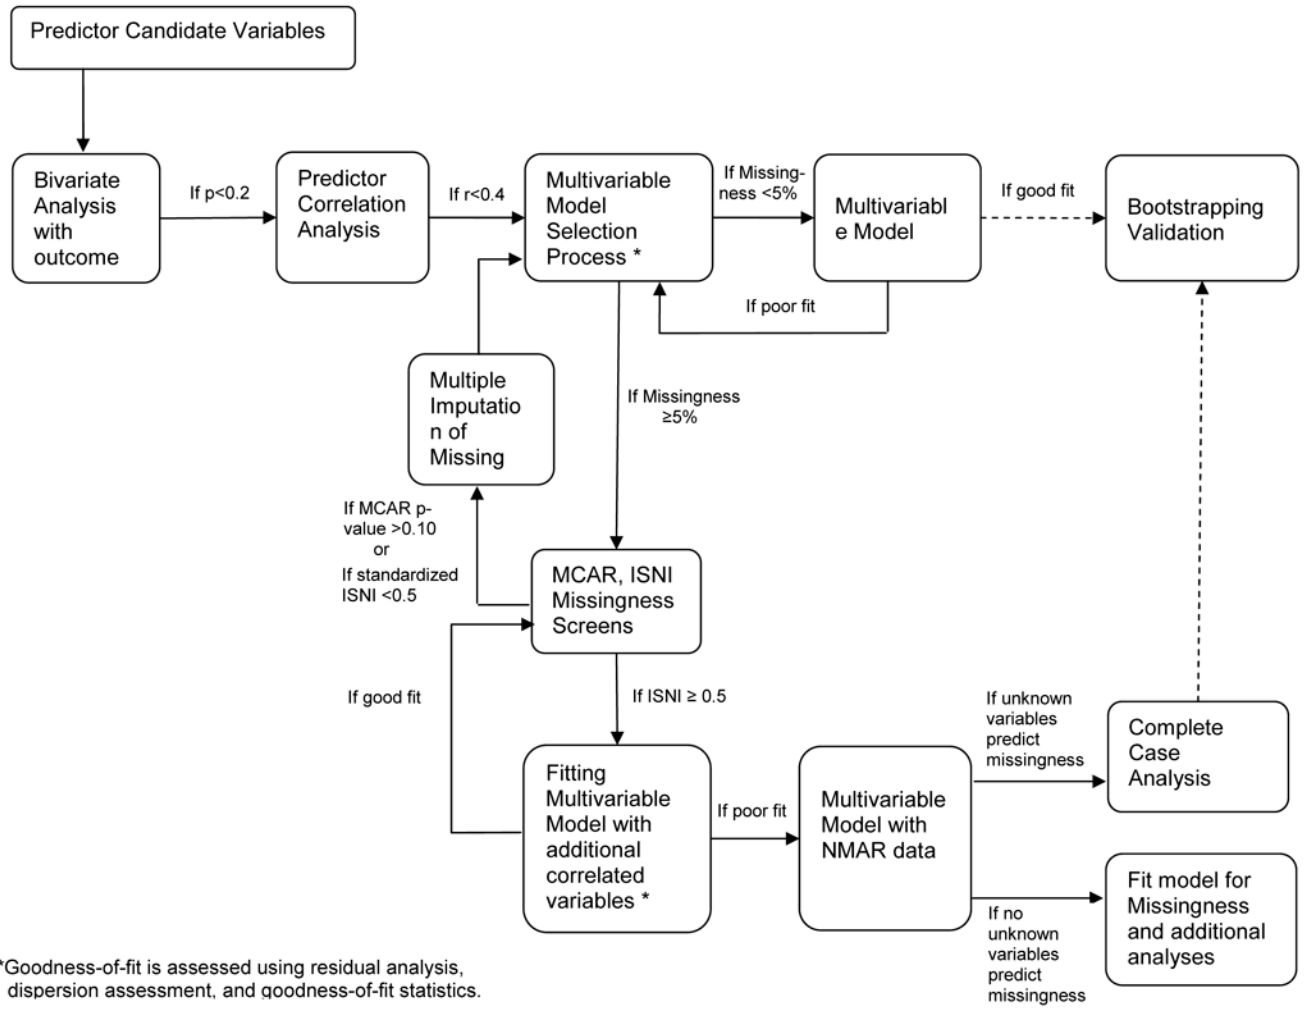 Predictor Candidate Variables
Bivariate
Analysis
with
outcome
If p<0.2
Predictor
Correlation
Analysis
If r<0.4
Multivariable
Model
Selection
Process *
If Missing-
ness <5%
Multivariabl
e Model
If good fit
Bootstrapping
Validation
If poor fit
Multiple
Imputatio
n of
Missing
If Missingness
≥5%
If MCAR p-
value >0.10
or
If standardized
ISNI <0.5
MCAR, ISNI
Missingness
Screens
If good fit
If ISNI ≥ 0.5
Fitting
Multivariable
Model with
additional
correlated
variables *
If poor fit
Multivariable
Model with
NMAR data
If unknown
variables
predict
missingness
Complete
Case
Analysis
If no
unknown
variables
predict
missingness
Fit model for
Missingness
and additional
analyses
*Goodness-of-fit is assessed using residual analysis,
dispersion assessment, and goodness-of-fit statistics.